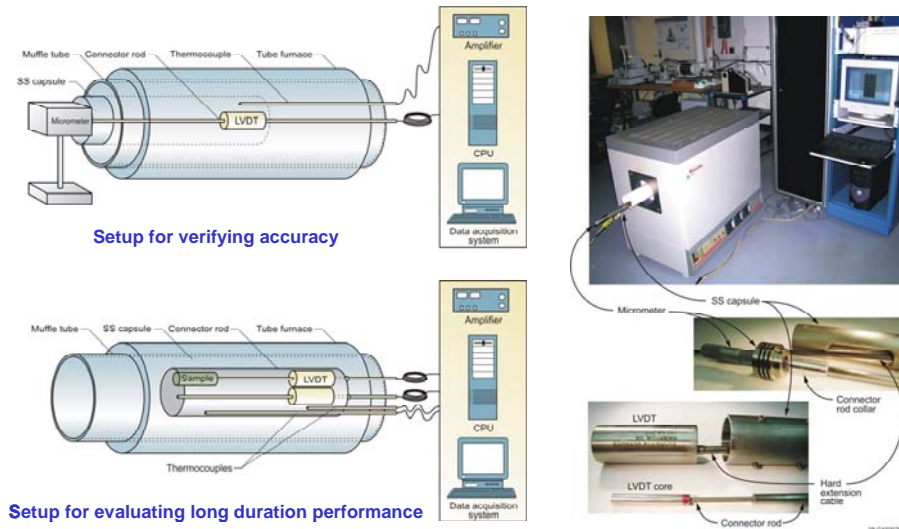 Muffle tube
Connector rod
Thermocouple
Tube furnace
SS capsule
Micrometer
LVDT
Amplifier
CPU
Data acquisition
system
Setup for verifying accuracy
Muffle tube
SS capsule
Connector rod
Tube furnace
Sample
LVDT
Thermocouples
Amplifier
CPU
Data acquisition
system
Setup for evaluating long duration performance
Micrometer
SS capsule
Connector
rod collar
LVDT
LVDT core
Hard
extension
cable
Connector rod